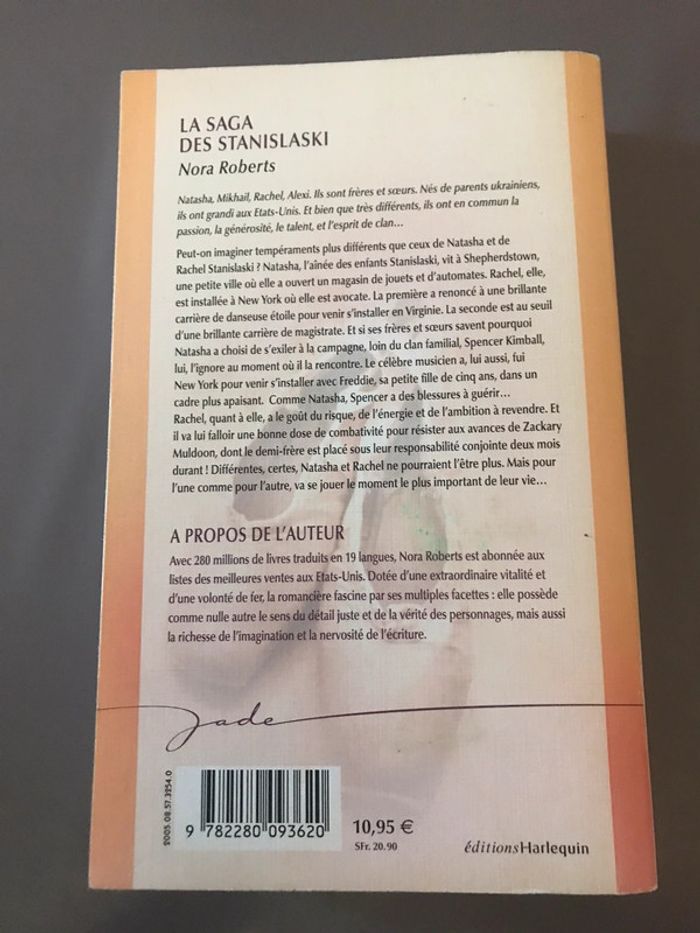 LA SAGA
DES STANISLASKI
Nora Roberts
Natasha, Mikhail, Rachel, Alexi. Ils sont frères et sœurs. Nés de parents ukrainiens,
ils ont grandi aux Etats-Unis. Et bien que très différents, ils ont en commun la
passion, la générosité, le talent, et l'esprit de clan...
Peut-on imaginer tempéraments plus différents que ceux de Natasha et de
Rachel Stanislaski ? Natasha, l'aînée des enfants Stanislaski, vit à Shepherdstown,
une petite ville où elle a ouvert un magasin de jouets et d'automates. Rachel, elle,
est installée à New York où elle est avocate. La première a renoncé à une brillante
carrière de danseuse étoile pour venir s'installer en Virginie. La seconde est au seuil
d'une brillante carrière de magistrate. Et si ses frères et sœurs savent pourquoi
Natasha a choisi de s'exiler à la campagne, loin du clan familial, Spencer Kimball,
lui, l'ignore au moment où il la rencontre. Le célèbre musicien a, lui aussi, fui
New York pour venir s'installer avec Freddie, sa petite fille de cinq ans, dans un
cadre plus apaisant. Comme Natasha, Spencer a des blessures à guérir...
Rachel, quant à elle, a le goût du risque, de l'énergie et de l'ambition à revendre. Et
il va lui falloir une bonne dose de combativité pour résister aux avances de Zackary
Muldoon, dont le demi-frère est placé sous leur responsabilité conjointe deux mois
durant ! Différentes, certes, Natasha et Rachel ne pourraient l'être plus. Mais pour
l'une comme pour l'autre, va se jouer le moment le plus important de leur vie...
A PROPOS DE L'AUTEUR
Avec 280 millions de livres traduits en 19 langues, Nora Roberts est abonnée aux
listes des meilleures ventes aux Etats-Unis. Dotée d'une extraordinaire vitalité et
d'une volonté de fer, la romancière fascine par ses multiples facettes : elle possède
comme nulle autre le sens du détail juste et de la vérité des personnages, mais aussi
la richesse de l'imagination et la nervosité de l'écriture.
Jade
2005.08.57.3254.0
9 782280 093620
10,95 €
SFr. 20.90
éditionsHarlequin